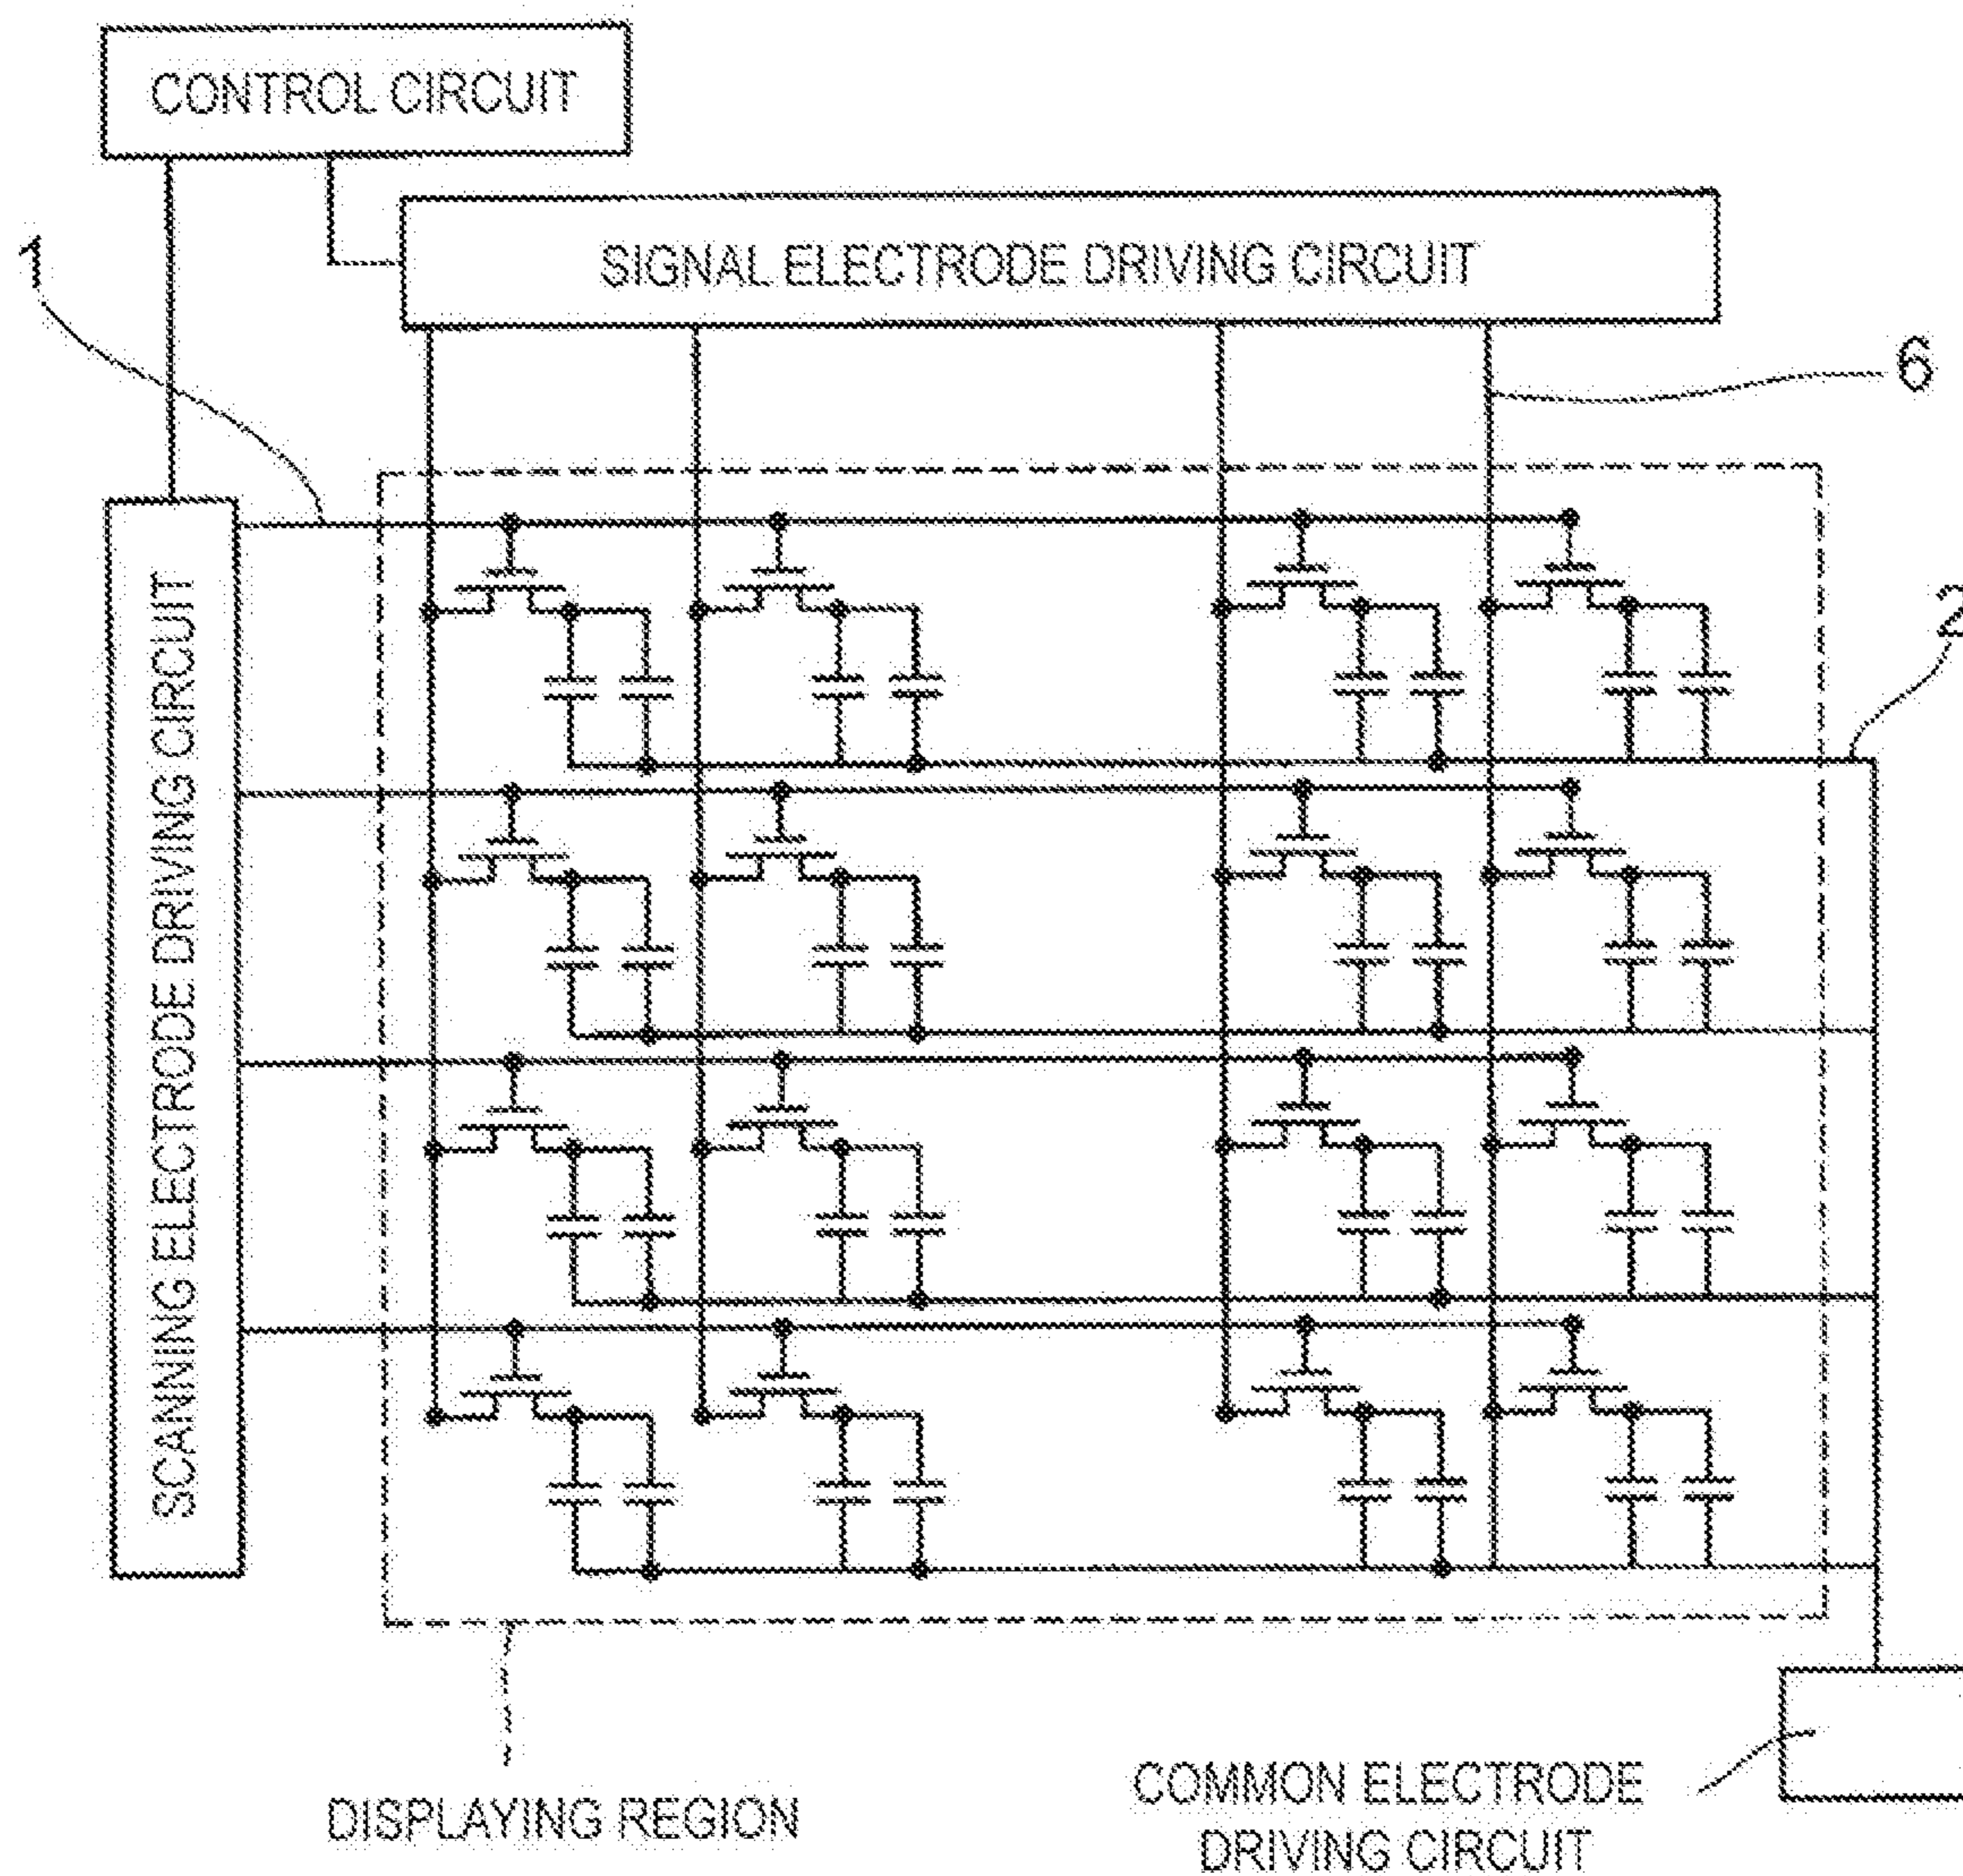 CONTROL CIRCUIT
1
SIGNAL ELECTRODE DRIVING CIRCUIT
6
SCANNING ELECTRODE DRIVING CIRCUIT
2
DISPLAYING REGION
COMMON ELECTRODE
DRIVING CIRCUIT